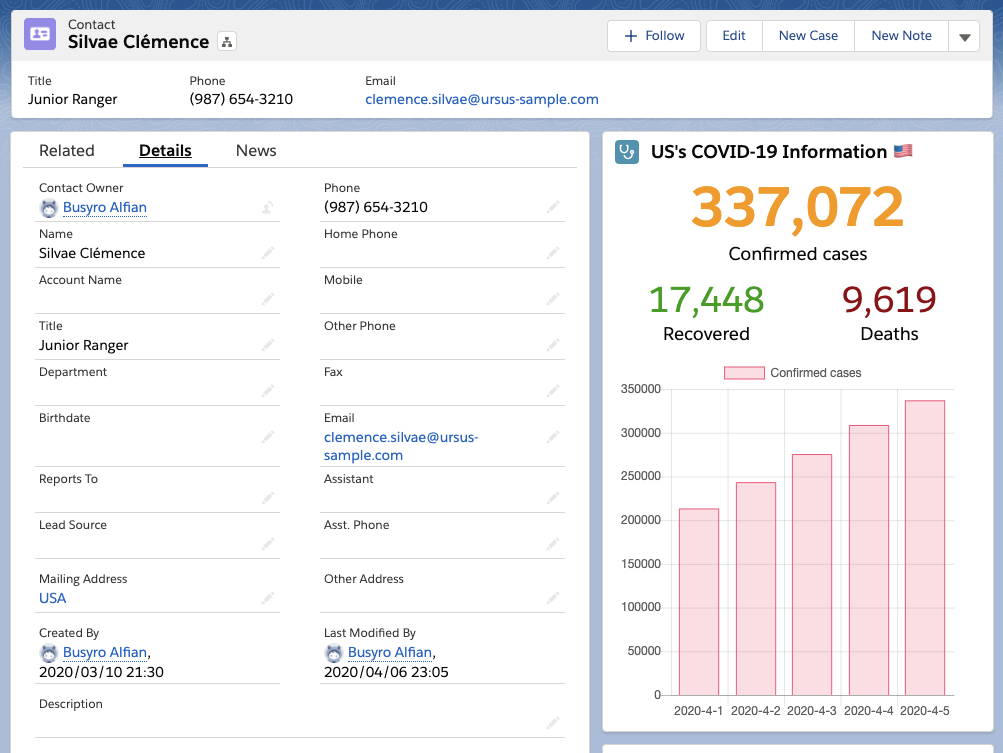 Contact
Silvae Clémence
Follow
Edit
New Case
New Note
Title
Junior Ranger
Phone
(987) 654-3210
Email
clemence.silvae@ursus-sample.com
Related
Details
News
Contact Owner
Busyro Alfian
Phone
(987) 654-3210
Name
Silvae Clémence
Home Phone
Account Name
Mobile
Title
Junior Ranger
Other Phone
Department
Fax
Birthdate
Email
clemence.silvae@ursus-
sample.com
Reports To
Assistant
Lead Source
Asst. Phone
Mailing Address
USA
Other Address
Created By
Busyro Alfian,
2020/03/10 21:30
Last Modified By
Busyro Alfian,
2020/04/06 23:05
Description
US's COVID-19 Information 🇺🇸
337,072
Confirmed cases
17,448
Recovered
9,619
Deaths
Confirmed cases
350000
300000
250000
200000
150000
100000
50000
0
2020-4-1 2020-4-2 2020-4-3 2020-4-4 2020-4-5